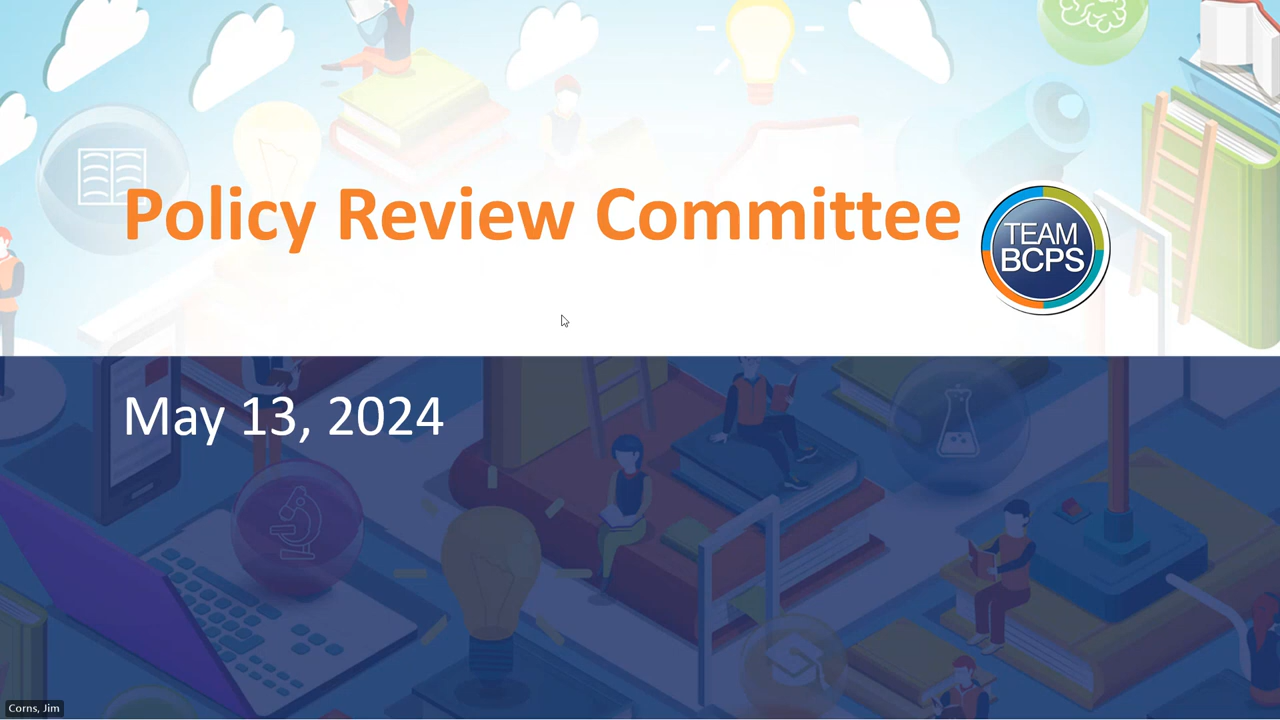 Policy Review Committee
TEAM
BCPS
May 13, 2024
Corns, Jim